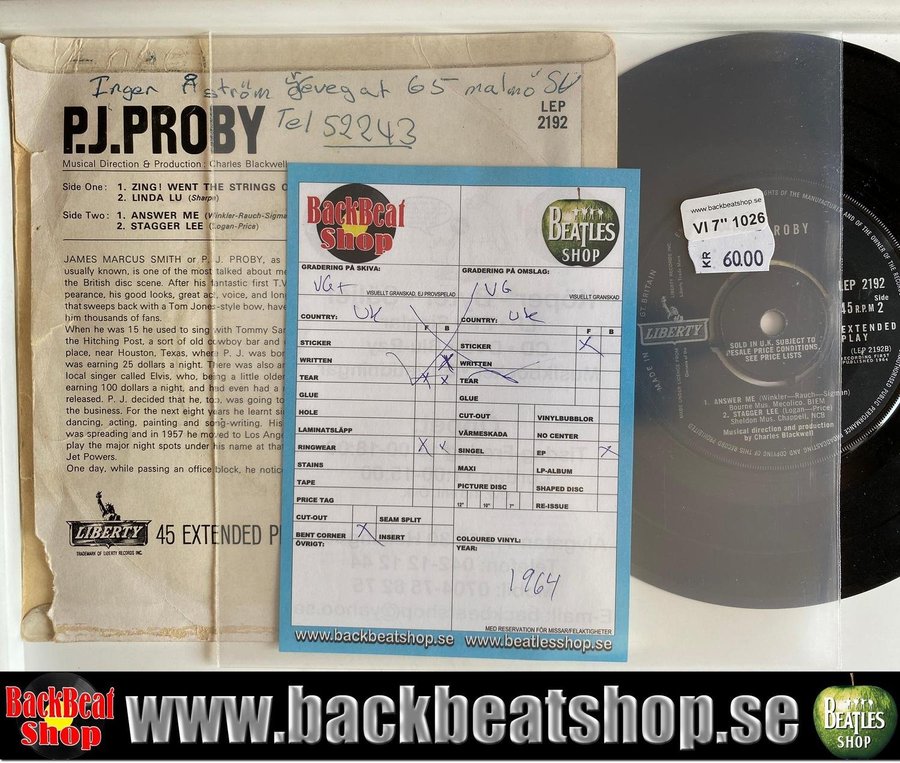 Inger Åström
65 malmö SV
P.J. PROBY
Tel 52243
LEP
2192
Musical Direction & Production: Charles Blackwell
Side One: 1. ZING! WENT THE STRINGS O
2. LINDA LU (Sharpe)
Side Two: 1. ANSWER ME (Winkler-Rauch-Sigma
2. STAGGER LEE (Logan-Price)
JAMES MARCUS SMITH or P. J. PROBY, as
usually known, is one of the most talked about me
the British disc scene. After his fantastic first T.V
pearance, his good looks, great act, voice, and long
that sweeps back with a Tom Jones-style bow, have
him thousands of fans.
When he was 15 he used to sing with Tommy San
the Hitching Post, a sort of old cowboy bar and
place, near Houston, Texas, where P. J. was bor
was earning 25 dollars a night. There was also an
local singer called Elvis, who, being a little older
earning 100 dollars a night, and had even had a r
released. P. J. decided that he, too, was going to
the business. For the next eight years he learnt si
dancing, acting, painting and song-writing. His
was spreading and in 1957 he moved to Los Ange
play the major night spots under his name at that
Jet Powers.
One day, while passing an office block, he notic
LIBERTY
45 EXTENDED P
TRADEMARK OF LIBERTY RECORDS INC.
BackBeat
Shop
BEATLES
SHOP
GRADERING PÅ SKIVA:
VG+
VISUELLT GRANSKAD, EJ PROVSPELAD
COUNTRY: UK
F B
STICKER
WRITTEN
TEAR
GLUE
HOLE
LAMINATSLÄPP
RINGWEAR
STAINS
TAPE
PRICE TAG
CUT-OUT
SEAM SPLIT
BENT CORNER X
INSERT
ÖVRIGT:
GRADERING PÅ OMSLAG:
VG
VISUELLT GRANSKAD
COUNTRY: UK
F B
STICKER
WRITTEN
TEAR
GLUE
CUT-OUT
VINYLBUBBLOR
VÄRMESKADA
NO CENTER
SINGEL
EP X
MAXI
LP-ALBUM
PICTURE DISC
SHAPED DISC
12" 10" 7"
RE-ISSUE
COLOURED VINYL:
YEAR:
1964
MED RESERVATION FÖR MISSAR/FELAKTIGHETER
www.backbeatshop.se www.beatlesshop.se
www.backbeatshop.se
VI 7" 1026
KR 60.00
PROBY
LEP 2192
45 R.P.M. Side 2
EXTENDED
PLAY
(LEP 2192B)
RECORDING FIRST
PUBLISHED 1964
MADE IN GT. BRITAIN
LIBERTY
SOLD IN U.K. SUBJECT TO
RESALE PRICE CONDITIONS,
SEE PRICE LISTS
1. ANSWER ME (Winkler—Rauch—Sigman)
Bourne Mus. Mecolico. BIEM
2. STAGGER LEE (Logan—Price)
Sheldon Mus. Chappell, NCB
Musical direction and production
by Charles Blackwell
BackBeat
Shop
www.backbeatshop.se
BEATLES
SHOP